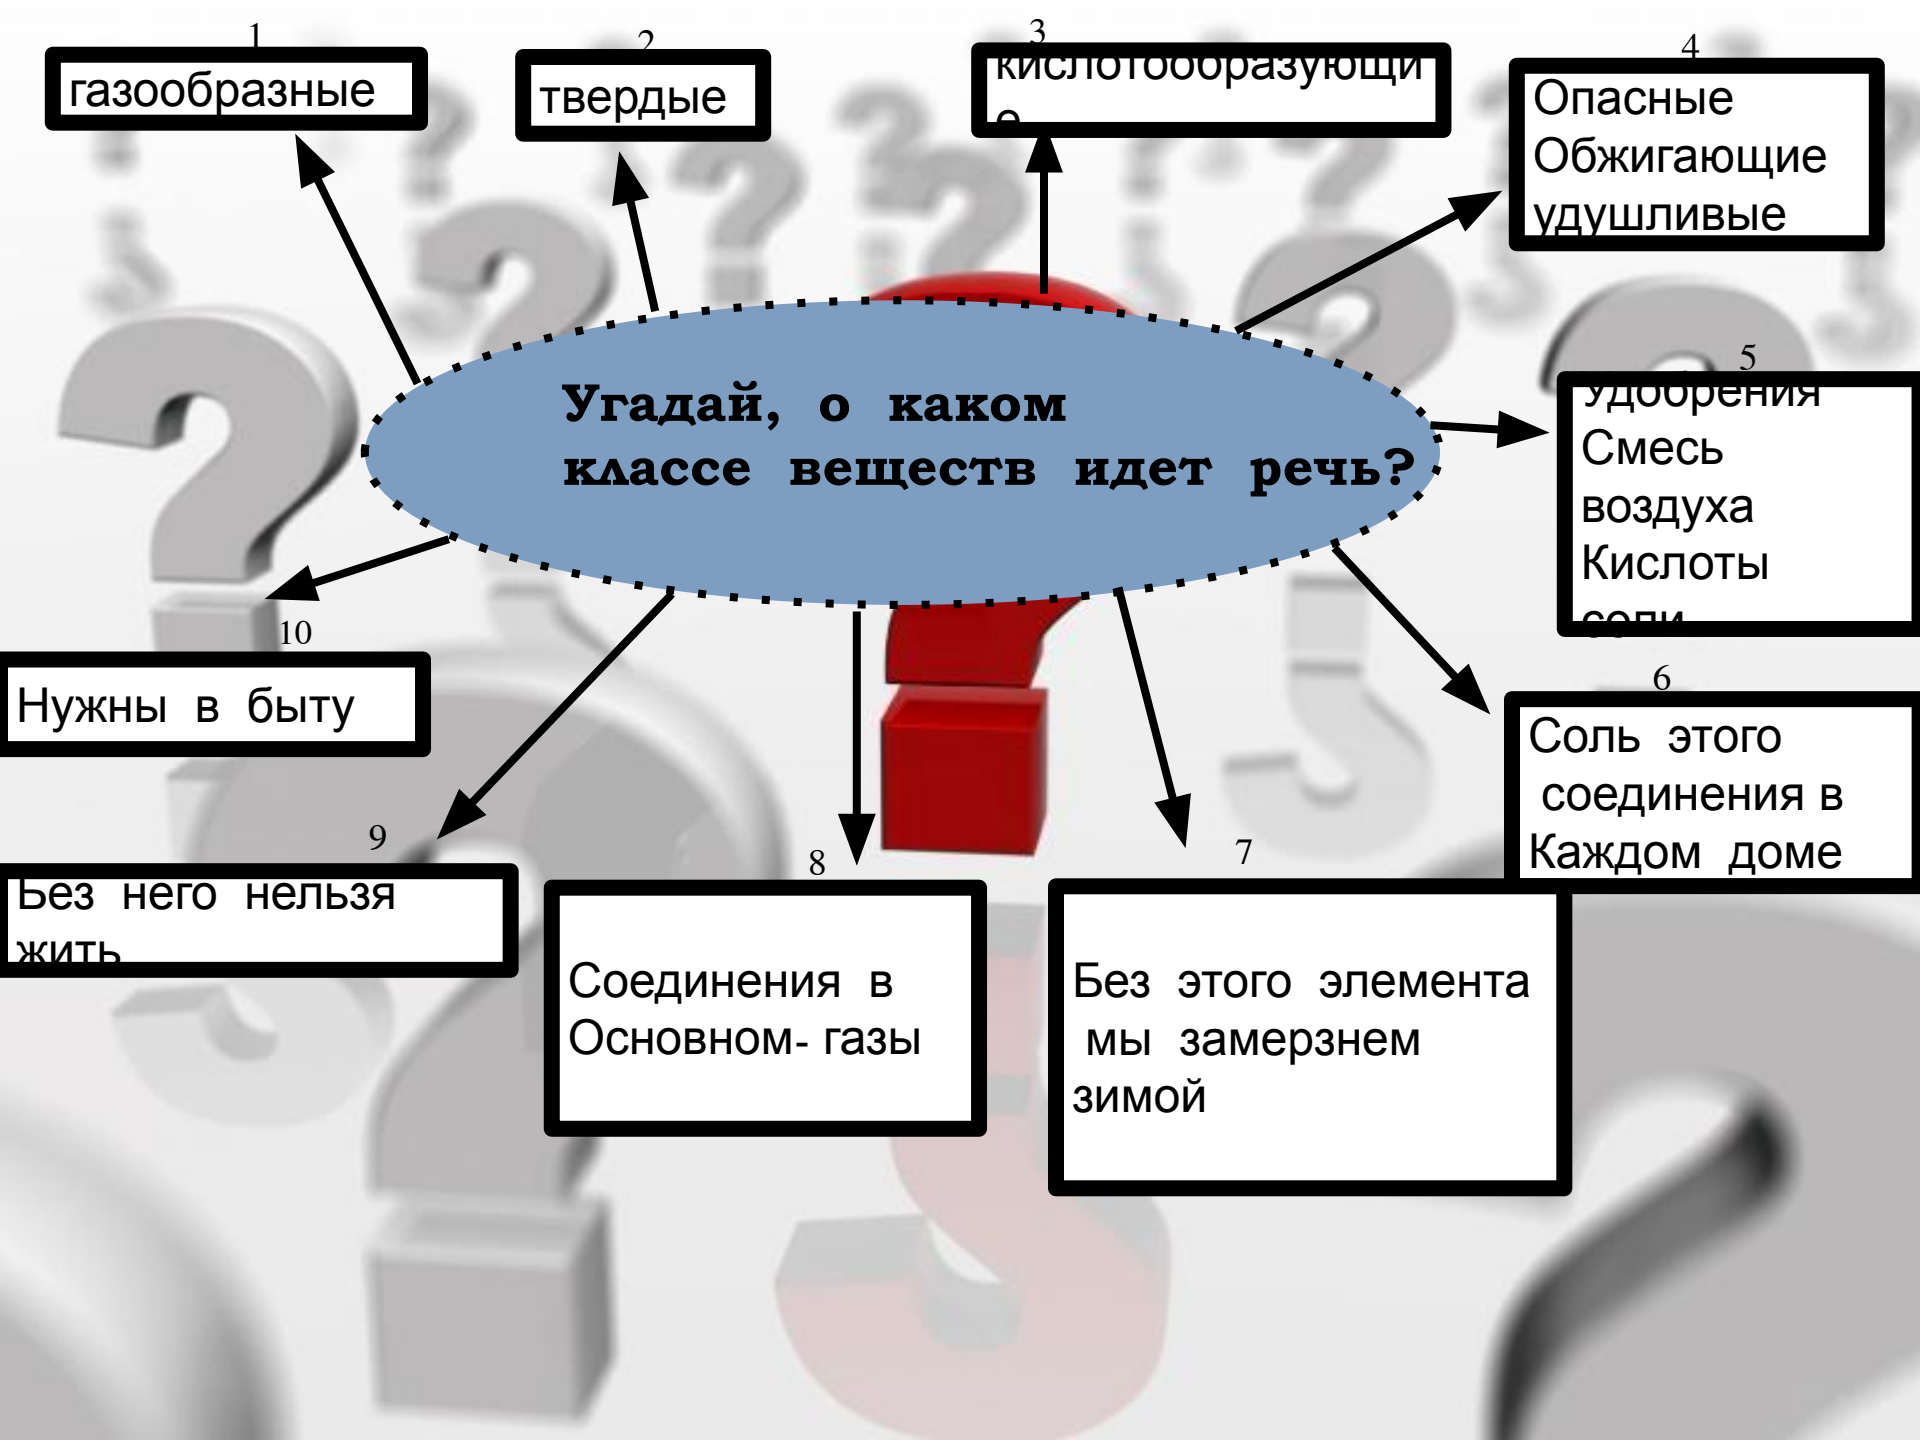 1
газообразные
2
твердые
3
кислотообразующи
е
4
Опасные
Обжигающие
удушливые
Угадай, о каком
классе веществ идет речь?
5
Удобрения
Смесь
воздуха
Кислоты
соли
6
Соль этого
соединения в
Каждом доме
7
Без этого элемента
мы замерзнем
зимой
8
Соединения в
Основном- газы
9
Без него нельзя
жить
10
Нужны в быту